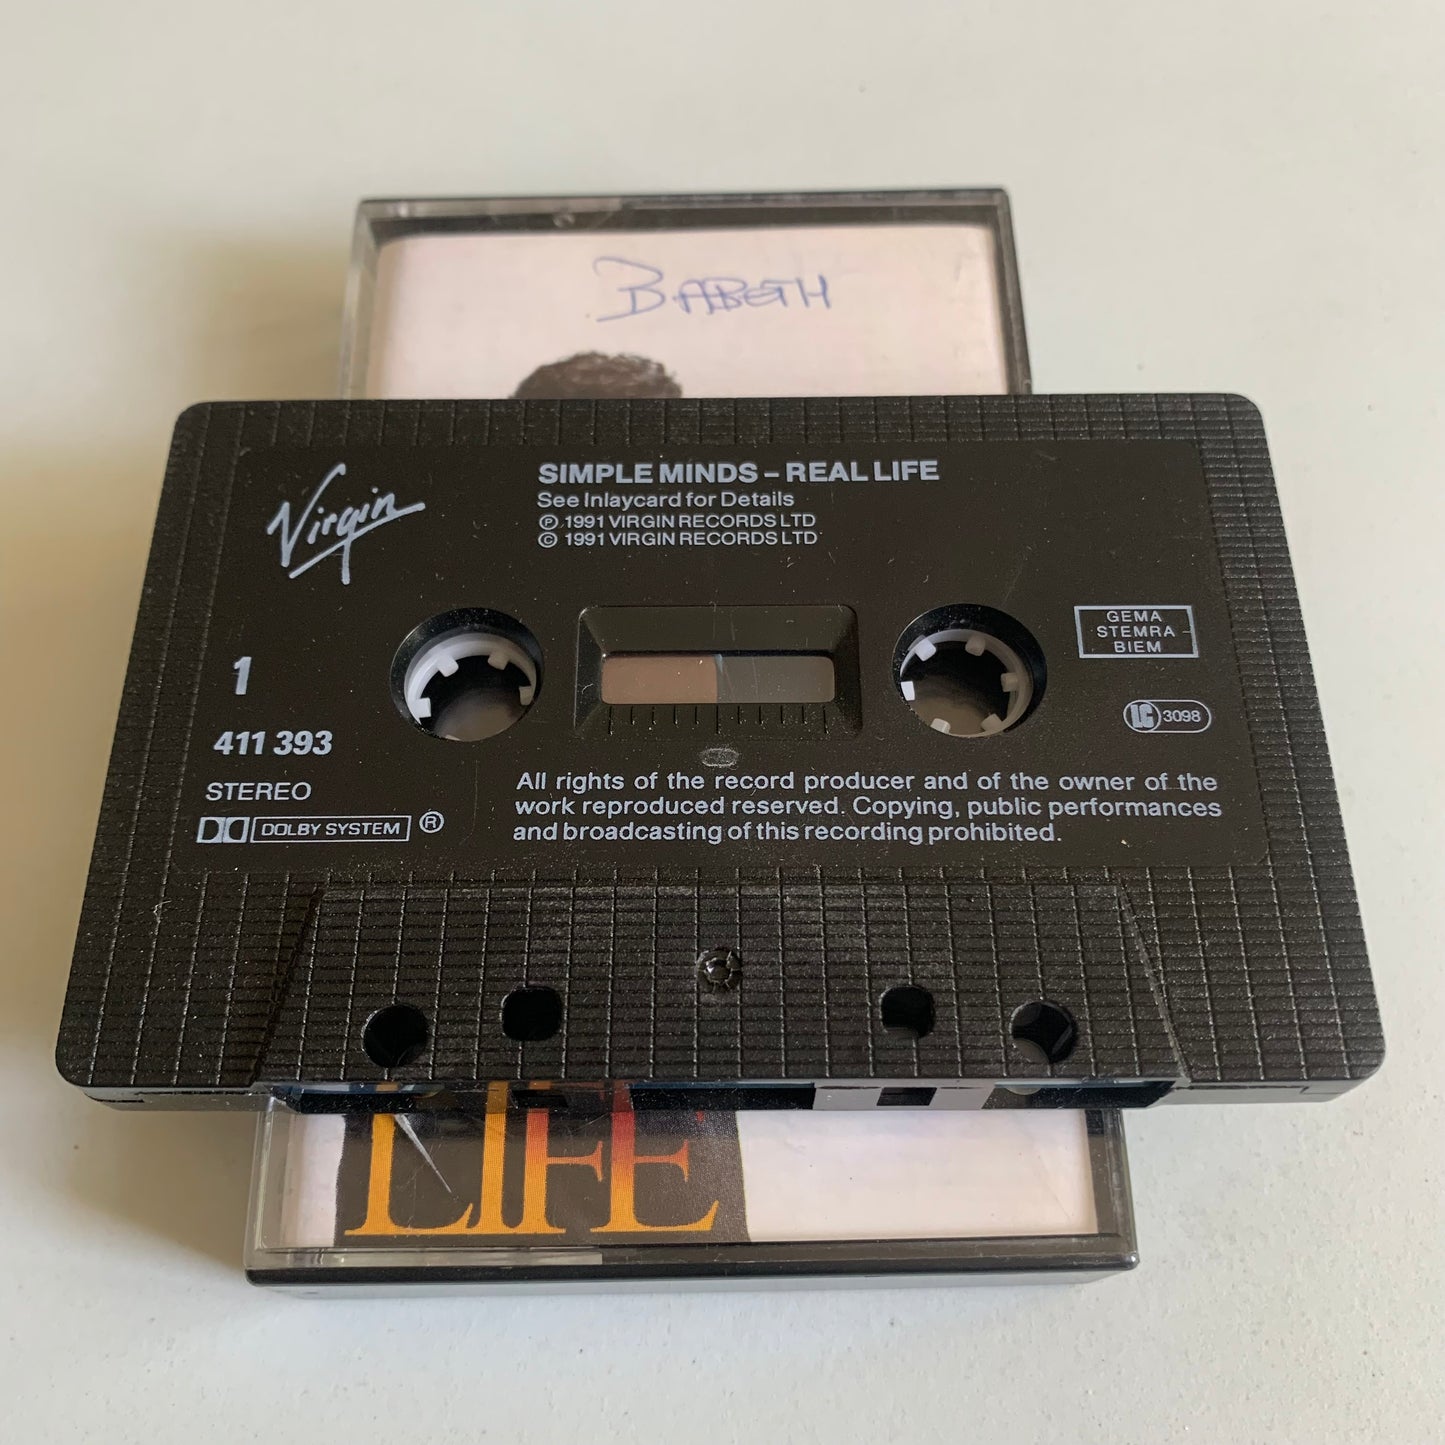 BABETH
Virgin
SIMPLE MINDS – REAL LIFE
See Inlaycard for Details
℗ 1991 VIRGIN RECORDS LTD
© 1991 VIRGIN RECORDS LTD
GEMA
STEMRA
BIEM
1
LC 3098
411 393
STEREO
DOLBY SYSTEM ®
All rights of the record producer and of the owner of the
work reproduced reserved. Copying, public performances
and broadcasting of this recording prohibited.
LIFE